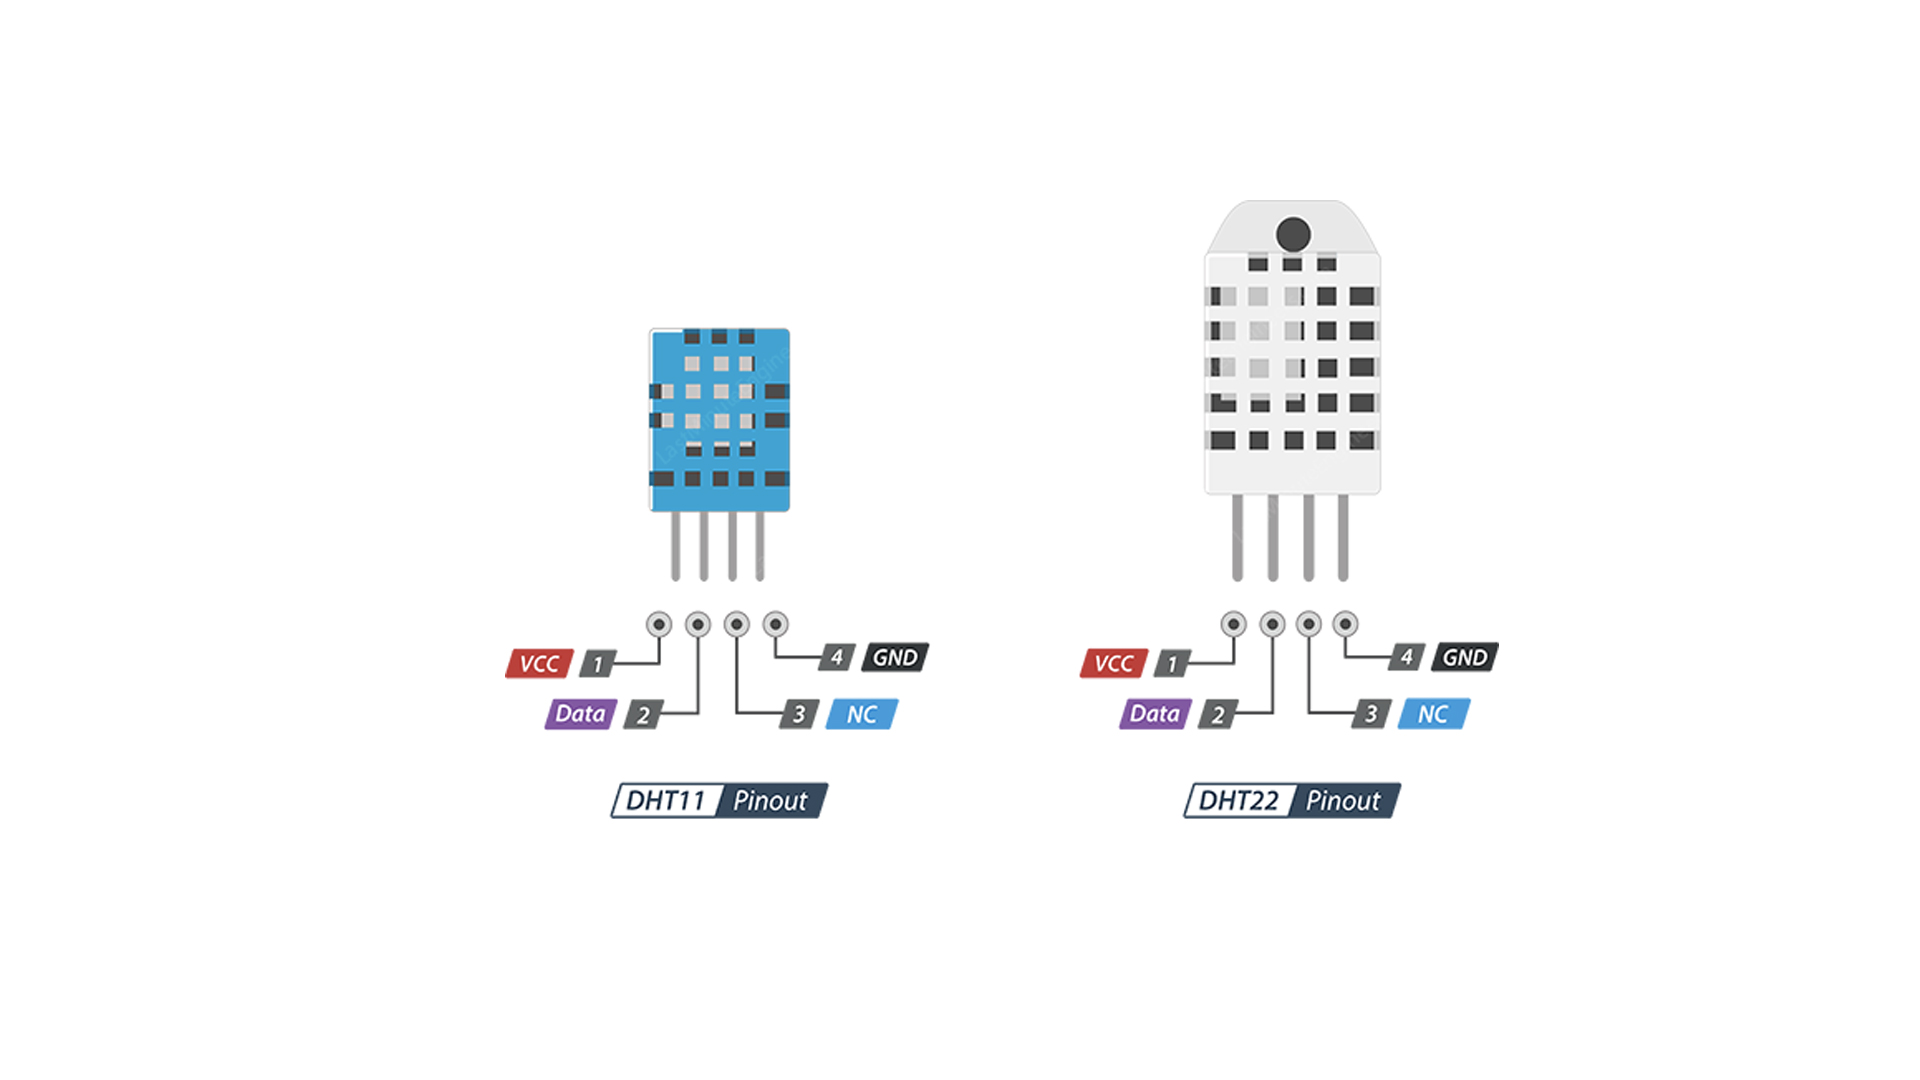 VCC 1
4 GND
Data 2
3 NC
DHT11 Pinout
VCC 1
4 GND
Data 2
3 NC
DHT22 Pinout